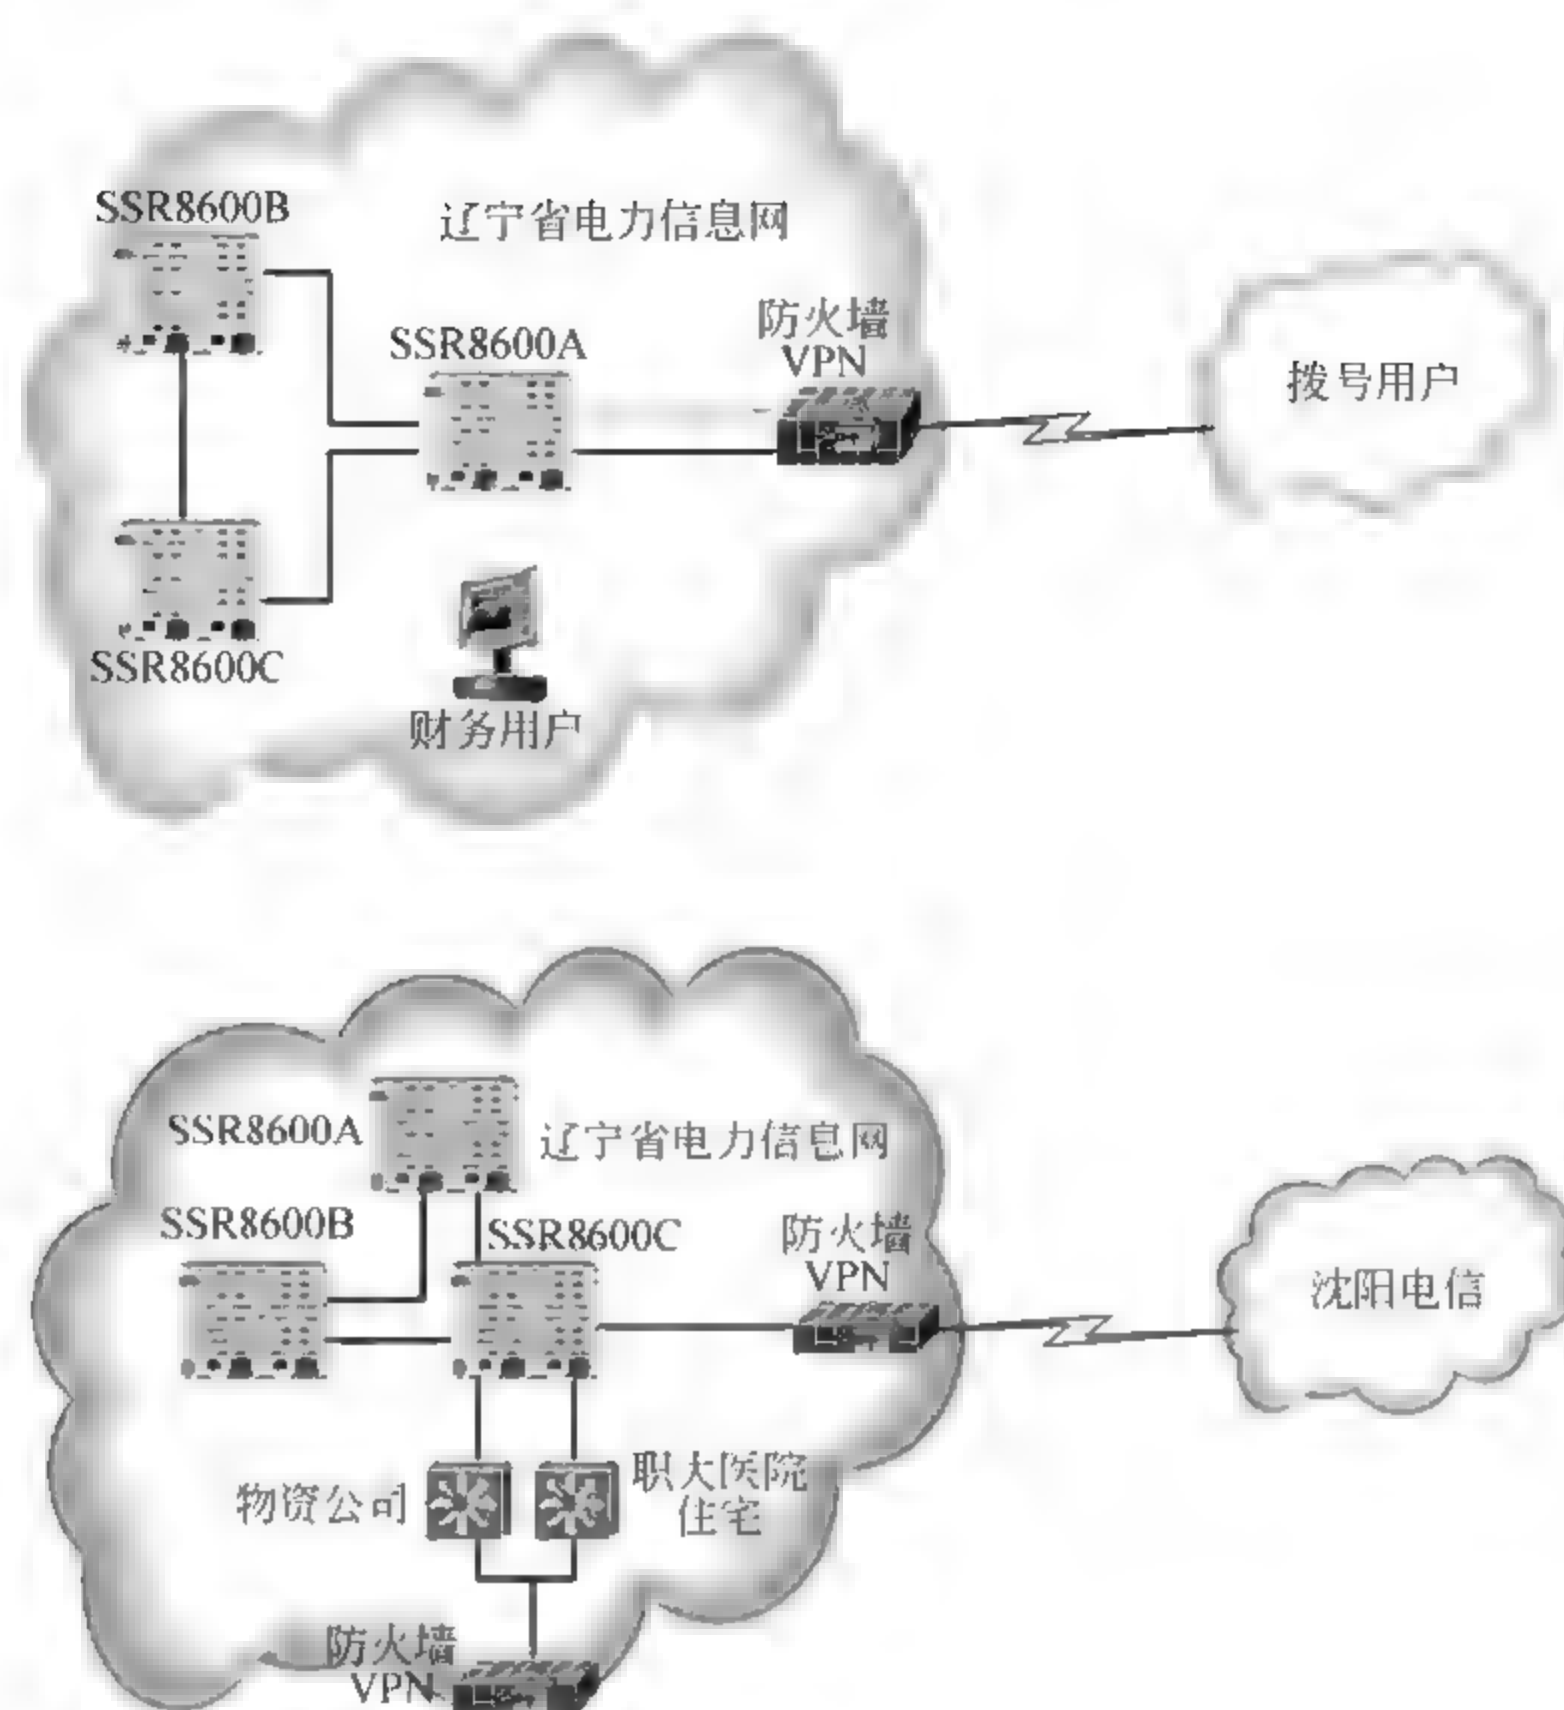 SSR8600B
辽宁省电力信息网
防火墙
VPN
SSR8600A
拨号用户
SSR8600C
财务用户
SSR8600A
辽宁省电力信息网
SSR8600B
SSR8600C
防火墙
VPN
沈阳电信
物资公司
职大医院
住宅
防火墙
VPN